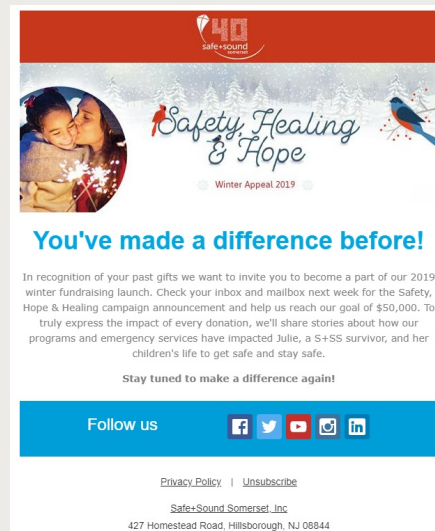 40
safe+sound
somerset
Safety, Healing
& Hope
Winter Appeal 2019
You've made a difference before!
In recognition of your past gifts we want to invite you to become a part of our 2019
winter fundraising launch. Check your inbox and mailbox next week for the Safety,
Hope & Healing campaign announcement and help us reach our goal of $50,000. To
truly express the impact of every donation, we'll share stories about how our
programs and emergency services have impacted Julie, a S+SS survivor, and her
children's life to get safe and stay safe.
Stay tuned to make a difference again!
Follow us
Privacy Policy | Unsubscribe
Safe+Sound Somerset, Inc
427 Homestead Road, Hillsborough, NJ 08844